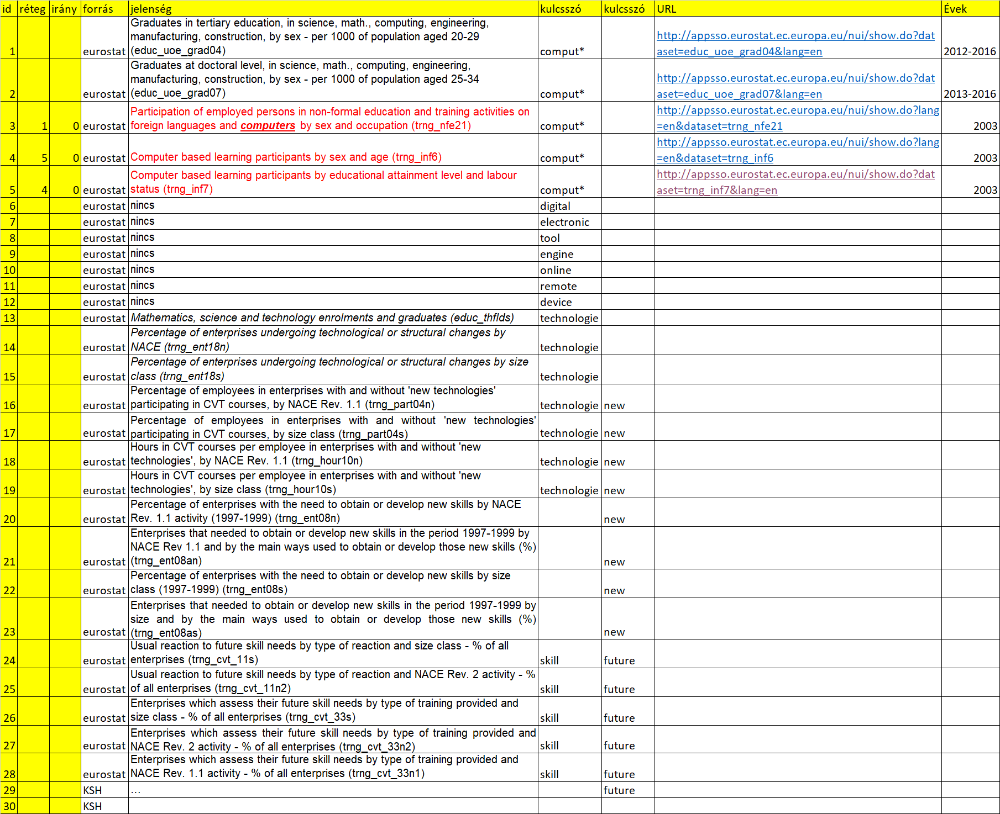 id réteg irány forrás jelenség kulcsszó kulcsszó URL Évek
Graduates in tertiary education, in science, math., computing, engineering,
manufacturing, construction, by sex - per 1000 of population aged 20-29
(educ_uoe_grad04)
1 eurostat comput* http://appsso.eurostat.ec.europa.eu/nui/show.do?dat
aset=educ_uoe_grad04&lang=en 2012-2016
Graduates at doctoral level, in science, math., computing, engineering,
manufacturing, construction, by sex - per 1000 of population aged 25-34
(educ_uoe_grad07)
2 eurostat comput* http://appsso.eurostat.ec.europa.eu/nui/show.do?dat
aset=educ_uoe_grad07&lang=en 2013-2016
Participation of employed persons in non-formal education and training activities on
foreign languages and computers by sex and occupation (trng_nfe21)
3 1 0 eurostat comput* http://appsso.eurostat.ec.europa.eu/nui/show.do?lang
=en&dataset=trng_nfe21 2003
4 5 0 eurostat Computer based learning participants by sex and age (trng_inf6) comput* http://appsso.eurostat.ec.europa.eu/nui/show.do?lang
=en&dataset=trng_inf6 2003
Computer based learning participants by educational attainment level and labour
status (trng_inf7)
5 4 0 eurostat comput* http://appsso.eurostat.ec.europa.eu/nui/show.do?dat
aset=trng_inf7&lang=en 2003
6 eurostat nincs digital
7 eurostat nincs electronic
8 eurostat nincs tool
9 eurostat nincs engine
10 eurostat nincs online
11 eurostat nincs remote
12 eurostat nincs device
13 eurostat Mathematics, science and technology enrolments and graduates (educ_thflds) technologie
Percentage of enterprises undergoing technological or structural changes by
14 eurostat NACE (trng_ent18n) technologie
Percentage of enterprises undergoing technological or structural changes by size
15 eurostat class (trng_ent18s) technologie
Percentage of employees in enterprises with and without 'new technologies'
16 eurostat participating in CVT courses, by NACE Rev. 1.1 (trng_part04n) technologie new
Percentage of employees in enterprises with and without 'new technologies'
17 eurostat participating in CVT courses, by size class (trng_part04s) technologie new
Hours in CVT courses per employee in enterprises with and without 'new
18 eurostat technologies', by NACE Rev. 1.1 (trng_hour10n) technologie new
Hours in CVT courses per employee in enterprises with and without 'new
19 eurostat technologies', by size class (trng_hour10s) technologie new
Percentage of enterprises with the need to obtain or develop new skills by NACE
20 eurostat Rev. 1.1 activity (1997-1999) (trng_ent08n) new
Enterprises that needed to obtain or develop new skills in the period 1997-1999 by
NACE Rev 1.1 and by the main ways used to obtain or develop those new skills (%)
21 eurostat (trng_ent08an) new
Percentage of enterprises with the need to obtain or develop new skills by size
22 eurostat class (1997-1999) (trng_ent08s) new
Enterprises that needed to obtain or develop new skills in the period 1997-1999 by
size and by the main ways used to obtain or develop those new skills (%)
23 eurostat (trng_ent08as) new
Usual reaction to future skill needs by type of reaction and size class - % of all
24 eurostat enterprises (trng_cvt_11s) skill future
Usual reaction to future skill needs by type of reaction and NACE Rev. 2 activity - %
25 eurostat of all enterprises (trng_cvt_11n2) skill future
Enterprises which assess their future skill needs by type of training provided and
26 eurostat size class - % of all enterprises (trng_cvt_33s) skill future
Enterprises which assess their future skill needs by type of training provided and
27 eurostat NACE Rev. 2 activity - % of all enterprises (trng_cvt_33n2) skill future
Enterprises which assess their future skill needs by type of training provided and
28 eurostat NACE Rev. 1.1 activity - % of all enterprises (trng_cvt_33n1) skill future
29 KSH … future
30 KSH